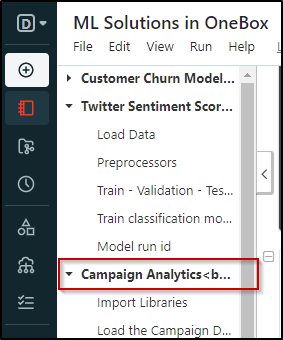 D
ML Solutions in OneBox
File Edit View Run L
Customer Churn Model...
Twitter Sentiment Scor...
Load Data
Preprocessors
Train - Validation - Tes...
Train classification mo...
Model run id
Campaign Analytics<b...
Import Libraries
Load the Campaign D...